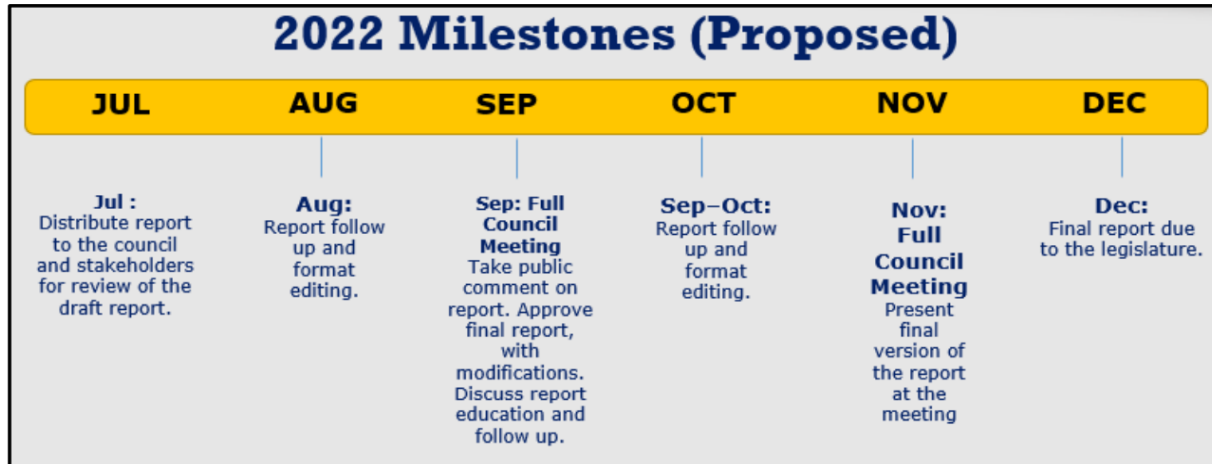 2022 Milestones (Proposed)
JUL
AUG
SEP
OCT
NOV
DEC
Jul :
Distribute report
to the council
and stakeholders
for review of the
draft report.
Aug:
Report follow
up and
format
editing.
Sep: Full
Council
Meeting
Take public
comment on
report. Approve
final report,
with
modifications.
Discuss report
education and
follow up.
Sep–Oct:
Report follow
up and
format
editing.
Nov:
Full
Council
Meeting
Present
final
version of
the report
at the
meeting
Dec:
Final report due
to the legislature.